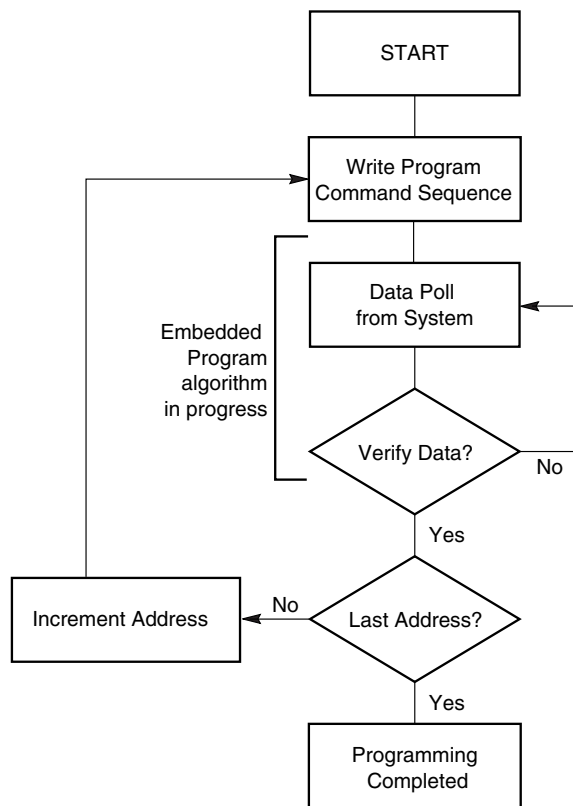 START
Write Program
Command Sequence
Data Poll
from System
Embedded
Program
algorithm
in progress
Verify Data?
No
Yes
Last Address?
No
Increment Address
Yes
Programming
Completed